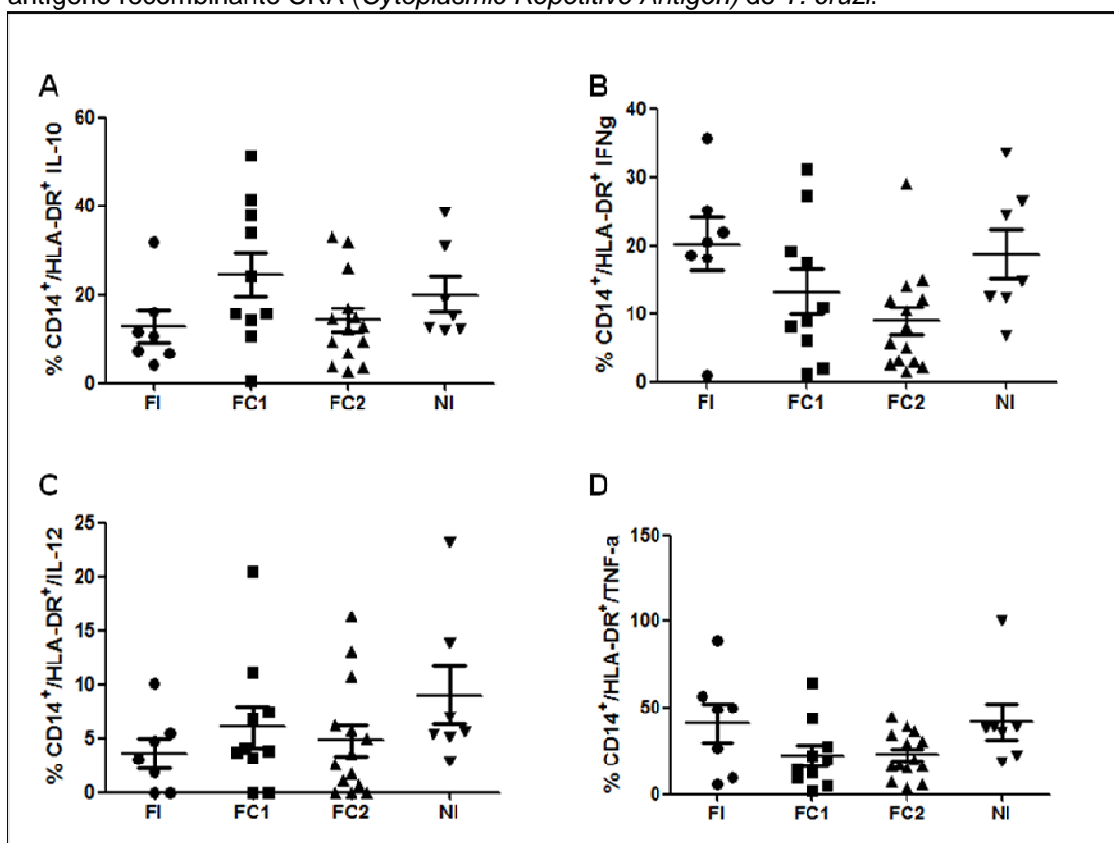 antígeno recombinante CRA (Cytoplasmic Repetitive Antigen) de T. cruzi.
A
% CD14+/HLA-DR+ IL-10
60
40
20
0
FI FC1 FC2 NI
B
% CD14+/HLA-DR+ IFNg
40
30
20
10
0
FI FC1 FC2 NI
C
% CD14+/HLA-DR+/IL-12
25
20
15
10
5
0
FI FC1 FC2 NI
D
% CD14+/HLA-DR+/TNF-a
150
100
50
0
FI FC1 FC2 NI